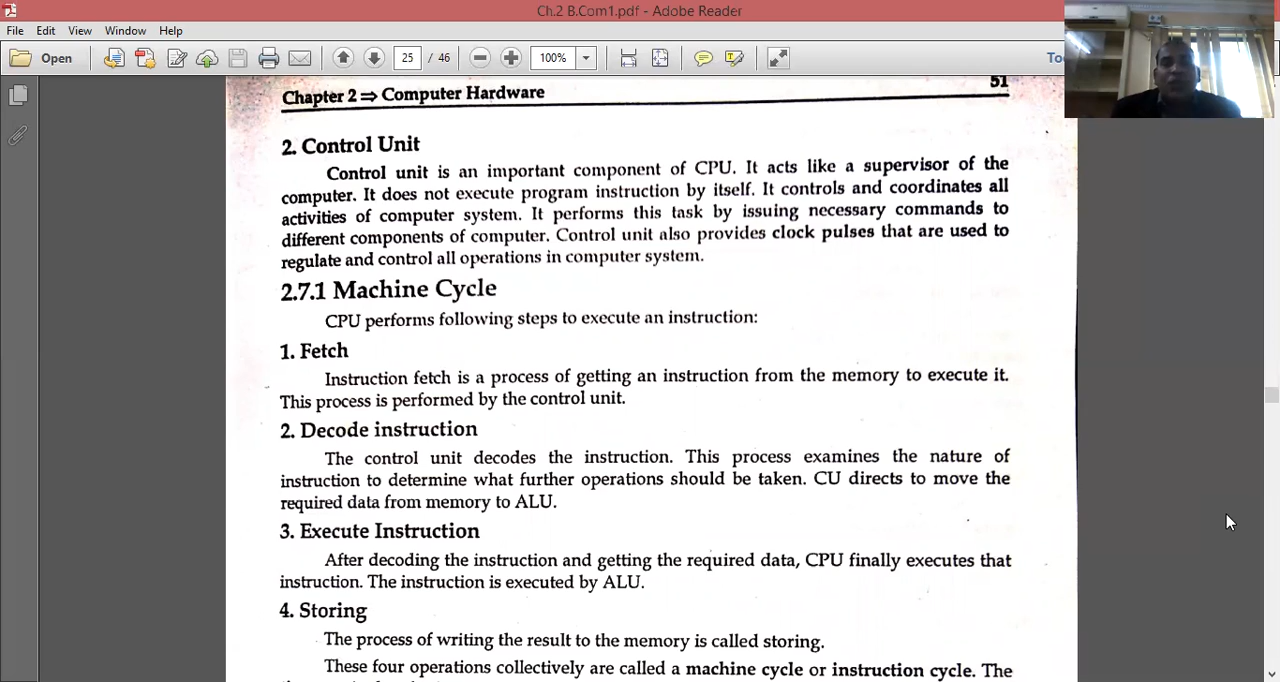 Ch.2 B.Com1.pdf - Adobe Reader
File Edit View Window Help
Open 25 / 46 100%
Chapter 2 ⇒ Computer Hardware 51
2. Control Unit
Control unit is an important component of CPU. It acts like a supervisor of the
computer. It does not execute program instruction by itself. It controls and coordinates all
activities of computer system. It performs this task by issuing necessary commands to
different components of computer. Control unit also provides clock pulses that are used to
regulate and control all operations in computer system.
2.7.1 Machine Cycle
CPU performs following steps to execute an instruction:
1. Fetch
Instruction fetch is a process of getting an instruction from the memory to execute it.
This process is performed by the control unit.
2. Decode instruction
The control unit decodes the instruction. This process examines the nature of
instruction to determine what further operations should be taken. CU directs to move the
required data from memory to ALU.
3. Execute Instruction
After decoding the instruction and getting the required data, CPU finally executes that
instruction. The instruction is executed by ALU.
4. Storing
The process of writing the result to the memory is called storing.
These four operations collectively are called a machine cycle or instruction cycle. The